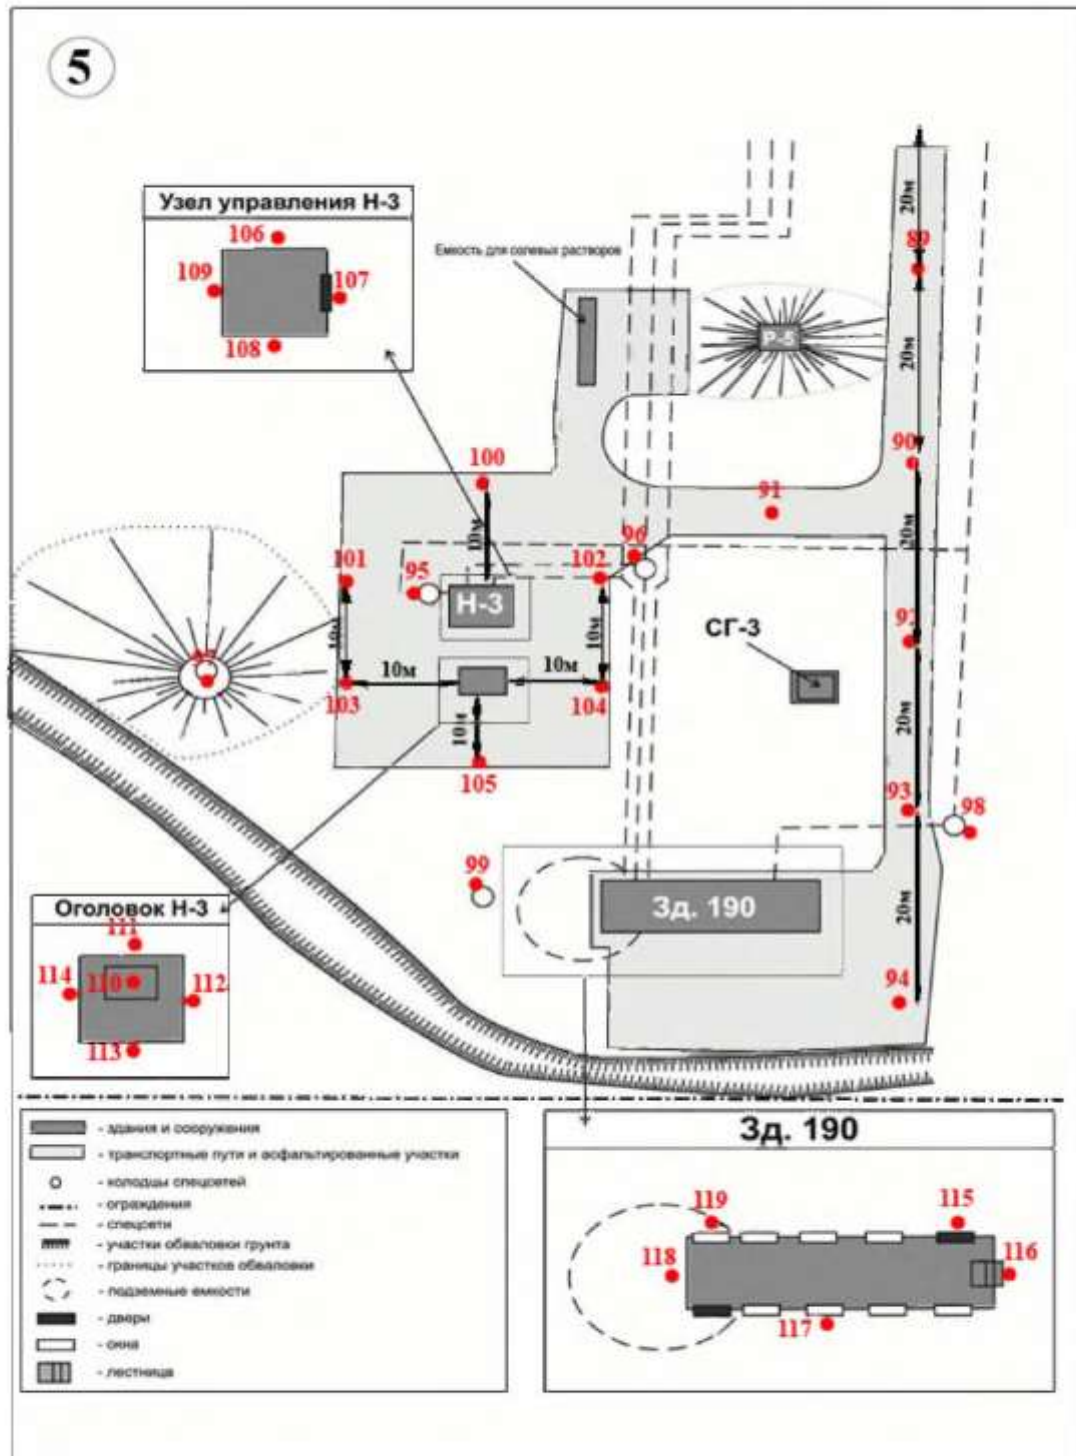 5
20м
Узел управления Н-3
106
109
107
108
Емкость для солевых растворов
89
Р-5
20м
90
100
91
10м
20м
96
101
102
95
Н-3
92
СГ-3
10м
10м
10м
10м
103
104
10м
20м
105
93
98
99
Зд. 190
20м
Оголовок Н-3
111
114
110
112
94
113
- здания и сооружения
- транспортные пути и асфальтированные участки
- колодцы спецсетей
- ограждения
- спецсети
- участки обваловки грунта
- границы участков обваловки
- подземные емкости
- двери
- окна
- лестница
Зд. 190
119
115
118
116
117